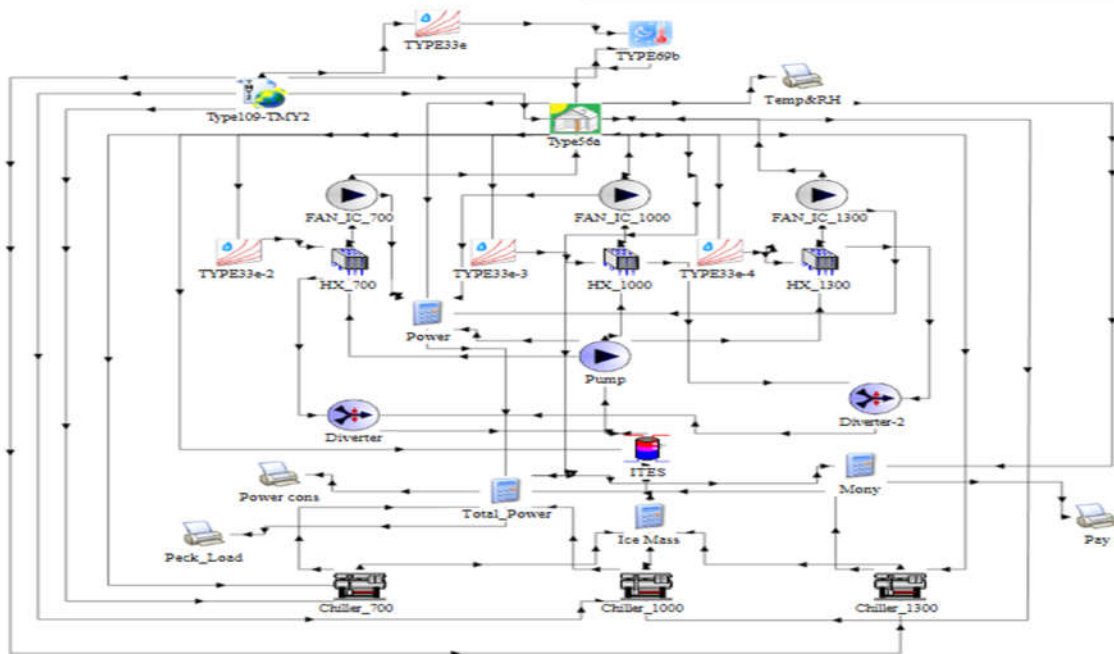 TYPE33e
TYPE69b
Type109-TMY2
Temp&RH
Type56a
FAN_IC_700
FAN_IC_1000
FAN_IC_1300
TYPE33e-2
HX_700
TYPE33e-3
HX_1000
TYPE33e-4
HX_1300
Power
Pump
Diverter
Diverter-2
ITES
Power cons
Total_Power
Mony
Peck_Load
Ice Mass
Pay
Chiller_700
Chiller_1000
Chiller_1300